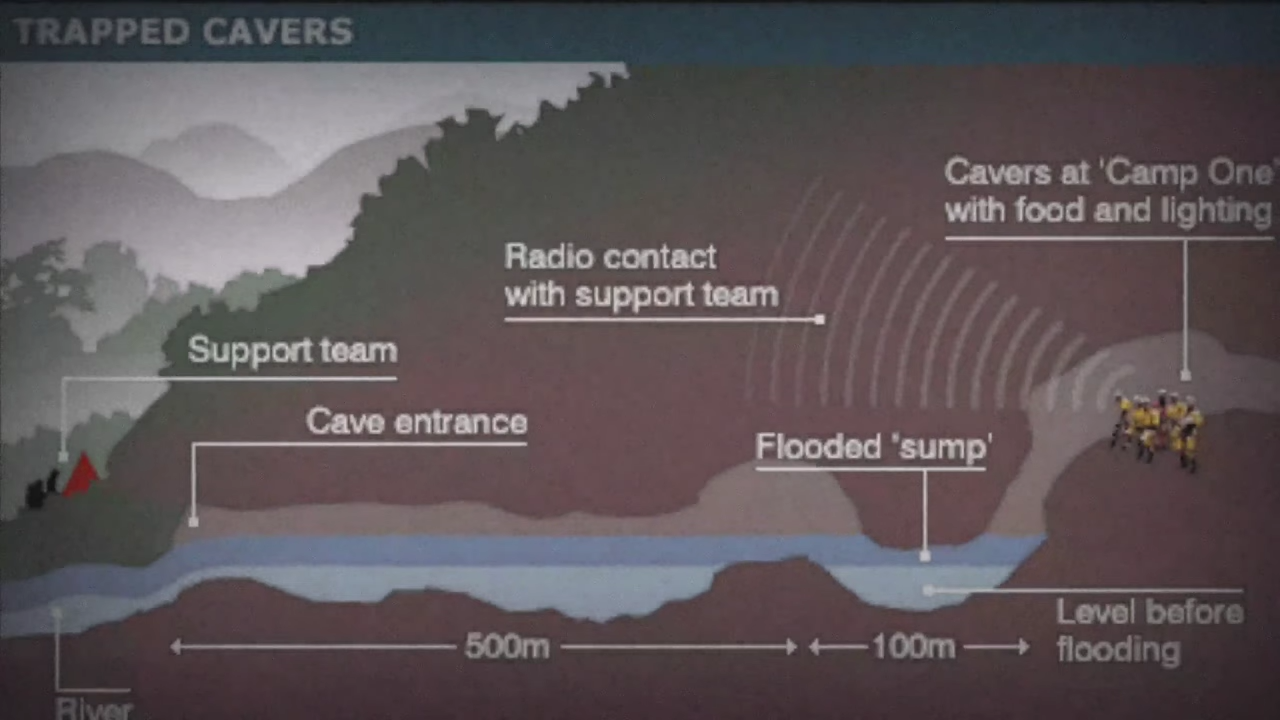 TRAPPED CAVERS
Cavers at 'Camp One'
with food and lighting
Radio contact
with support team
Support team
Cave entrance
Flooded 'sump'
Level before
flooding
500m
100m
River